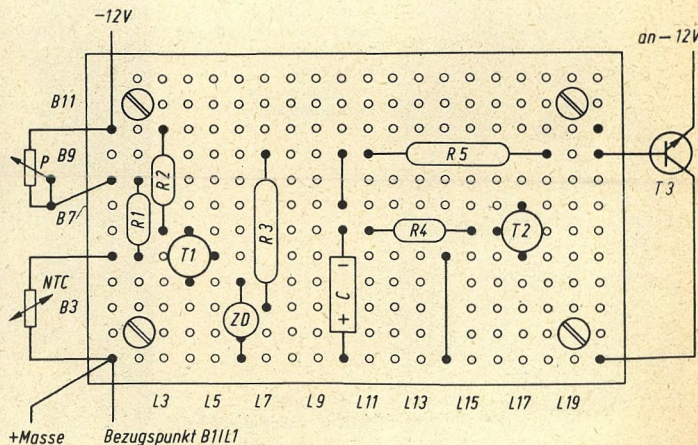 −12V
an−12V
B11
P B9
B7
R2
R1
T1
R3
ZD
+ C −
R5
R4
T2
T3
NTC
B3
L3 L5 L7 L9 L11 L13 L15 L17 L19
+Masse Bezugspunkt B1/L1